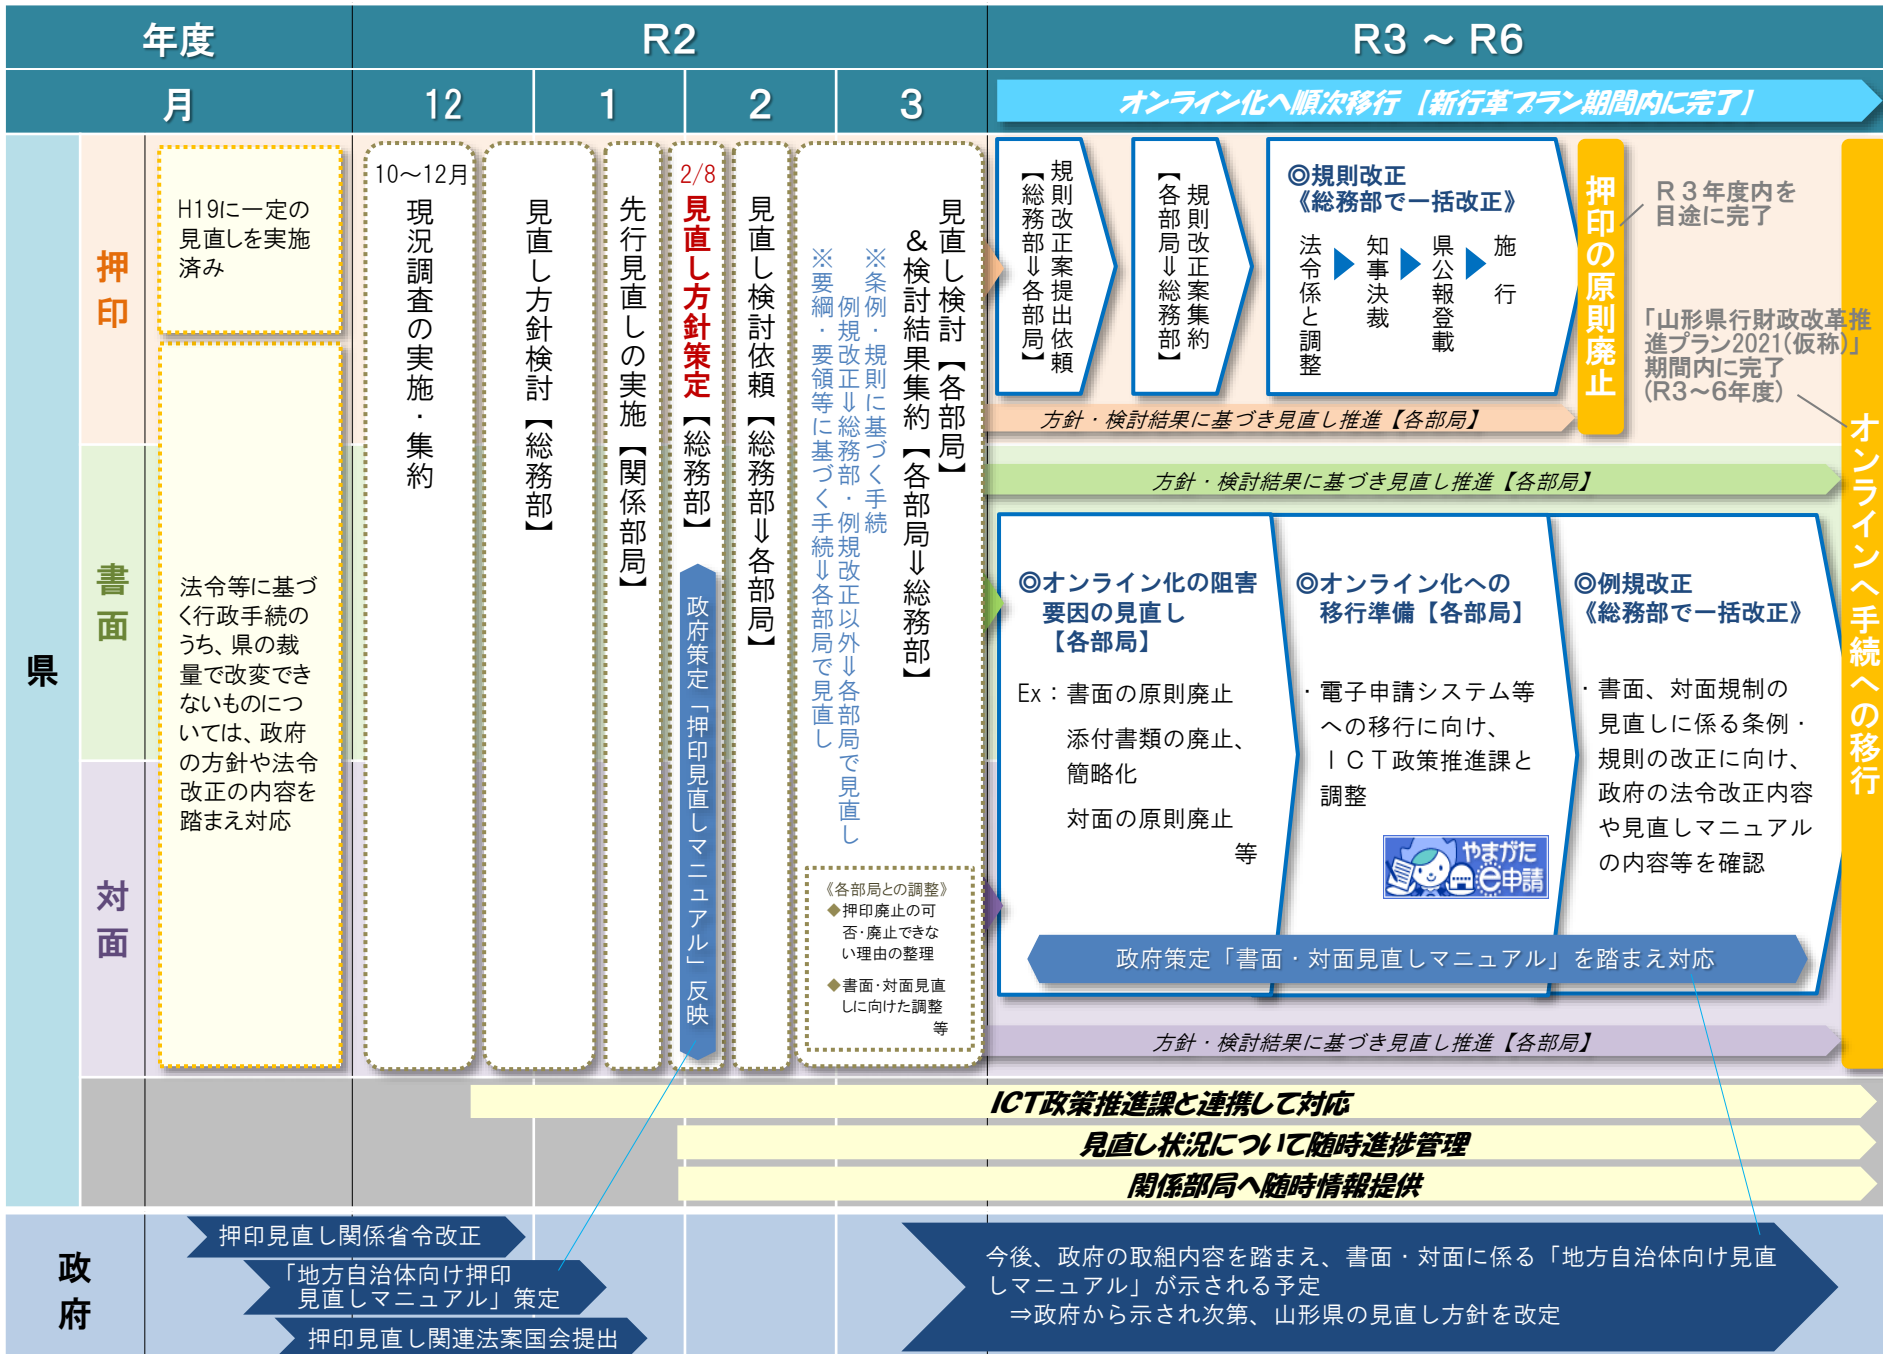 年度
R2
R3 ～ R6
月
12
1
2
3
オンライン化へ順次移行【新行革プラン期間内に完了】
県
押印
書面
対面
H19に一定の
見直しを実施
済み
法令等に基づ
く行政手続の
うち、県の裁
量で改変でき
ないものにつ
いては、政府
の方針や法令
改正の内容を
踏まえ対応
10～12月
現況調査の実施・集約
見直し方針検討【総務部】
先行見直しの実施【関係部局】
2/8
見直し方針策定【総務部】
政府策定「押印見直しマニュアル」反映
見直し検討依頼【総務部⇒各部局】
見直し検討【各部局】
＆検討結果集約【各部局⇒総務部】
※条例・規則に基づく手続
例規改正⇒総務部・例規改正以外⇒各部局で見直し
※要綱・要領等に基づく手続⇒各部局で見直し
《各部局との調整》
◆押印廃止の可
否・廃止できな
い理由の整理
◆書面・対面見直
しに向けた調整
等
規則改正案提出依頼
【総務部⇒各部局】
規則改正案集約
【各部局⇒総務部】
◎規則改正
《総務部で一括改正》
法令係と調整
知事決裁
県公報登載
施行
押印の原則廃止
Ｒ３年度内を
目途に完了
「山形県行財政改革推
進プラン2021(仮称)」
期間内に完了
(R3～6年度)
方針・検討結果に基づき見直し推進【各部局】
方針・検討結果に基づき見直し推進【各部局】
オンラインへ手続への移行
◎オンライン化の阻害
要因の見直し
【各部局】
Ex：書面の原則廃止
添付書類の廃止、
簡略化
対面の原則廃止
等
◎オンライン化への
移行準備【各部局】
・電子申請システム等
への移行に向け、
ＩＣＴ政策推進課と
調整
やまがた
e申請
◎例規改正
《総務部で一括改正》
・書面、対面規制の
見直しに係る条例・
規則の改正に向け、
政府の法令改正内容
や見直しマニュアル
の内容等を確認
政府策定「書面・対面見直しマニュアル」を踏まえ対応
方針・検討結果に基づき見直し推進【各部局】
ICT政策推進課と連携して対応
見直し状況について随時進捗管理
関係部局へ随時情報提供
政府
押印見直し関係省令改正
「地方自治体向け押印
見直しマニュアル」策定
押印見直し関連法案国会提出
今後、政府の取組内容を踏まえ、書面・対面に係る「地方自治体向け見直
しマニュアル」が示される予定
⇒政府から示され次第、山形県の見直し方針を改定